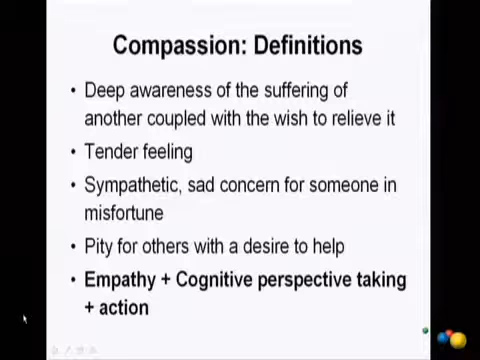 Compassion: Definitions
• Deep awareness of the suffering of
another coupled with the wish to relieve it
• Tender feeling
• Sympathetic, sad concern for someone in
misfortune
• Pity for others with a desire to help
• Empathy + Cognitive perspective taking
+ action